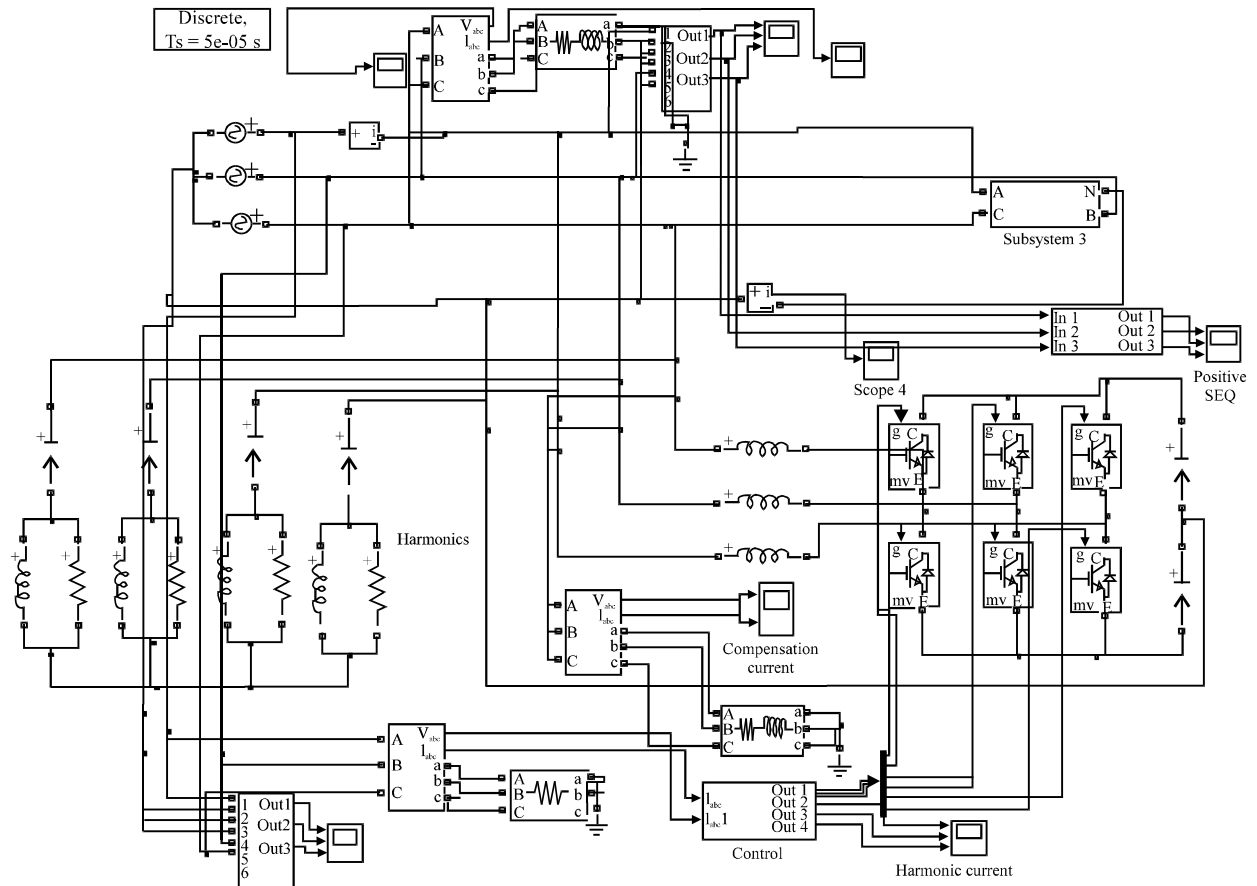 Discrete,
Ts = 5e-05 s
A
B
C
V abc
I abc
a
b
c
A
B
C
a
b
c
1
2
3
4
5
6
Out1
Out2
Out3
+
+
+
+ i
-
A
C
N
B
Subsystem 3
+ i
-
In 1
In 2
In 3
Out 1
Out 2
Out 3
Positive
SEQ
Scope 4
+
+
+
+
+
+
+
+
Harmonics
+
+
+
g C
mv E
g C
mv E
g C
mv E
g C
mv E
g C
mv E
g C
mv E
+
+
A
B
C
V abc
I abc
a
b
c
Compensation
current
A
B
C
a
b
c
A
B
C
V abc
I abc
a
b
c
A
B
C
a
b
c
I abc
I abc 1
Out 1
Out 2
Out 3
Out 4
Control
Harmonic current
1
2
3
4
5
6
Out1
Out2
Out3